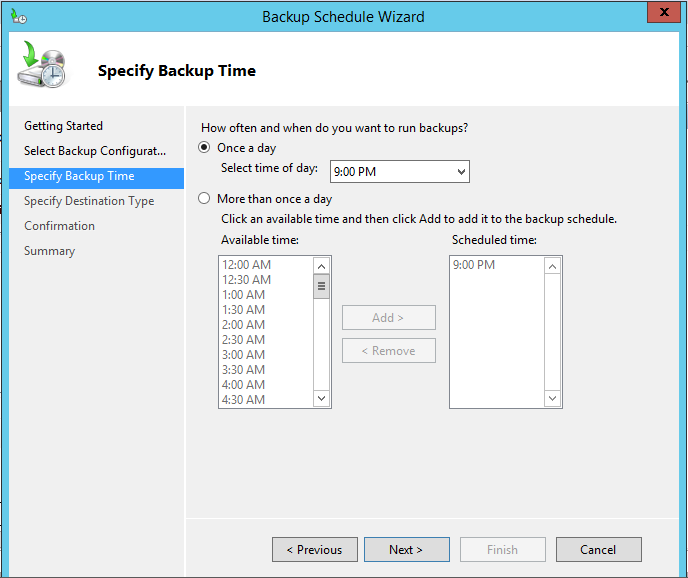 Backup Schedule Wizard
Specify Backup Time
Getting Started
Select Backup Configurat...
Specify Backup Time
Specify Destination Type
Confirmation
Summary
How often and when do you want to run backups?
Once a day
Select time of day: 9:00 PM
More than once a day
Click an available time and then click Add to add it to the backup schedule.
Available time:
12:00 AM
12:30 AM
1:00 AM
1:30 AM
2:00 AM
2:30 AM
3:00 AM
3:30 AM
4:00 AM
4:30 AM
Add >
< Remove
Scheduled time:
9:00 PM
< Previous
Next >
Finish
Cancel